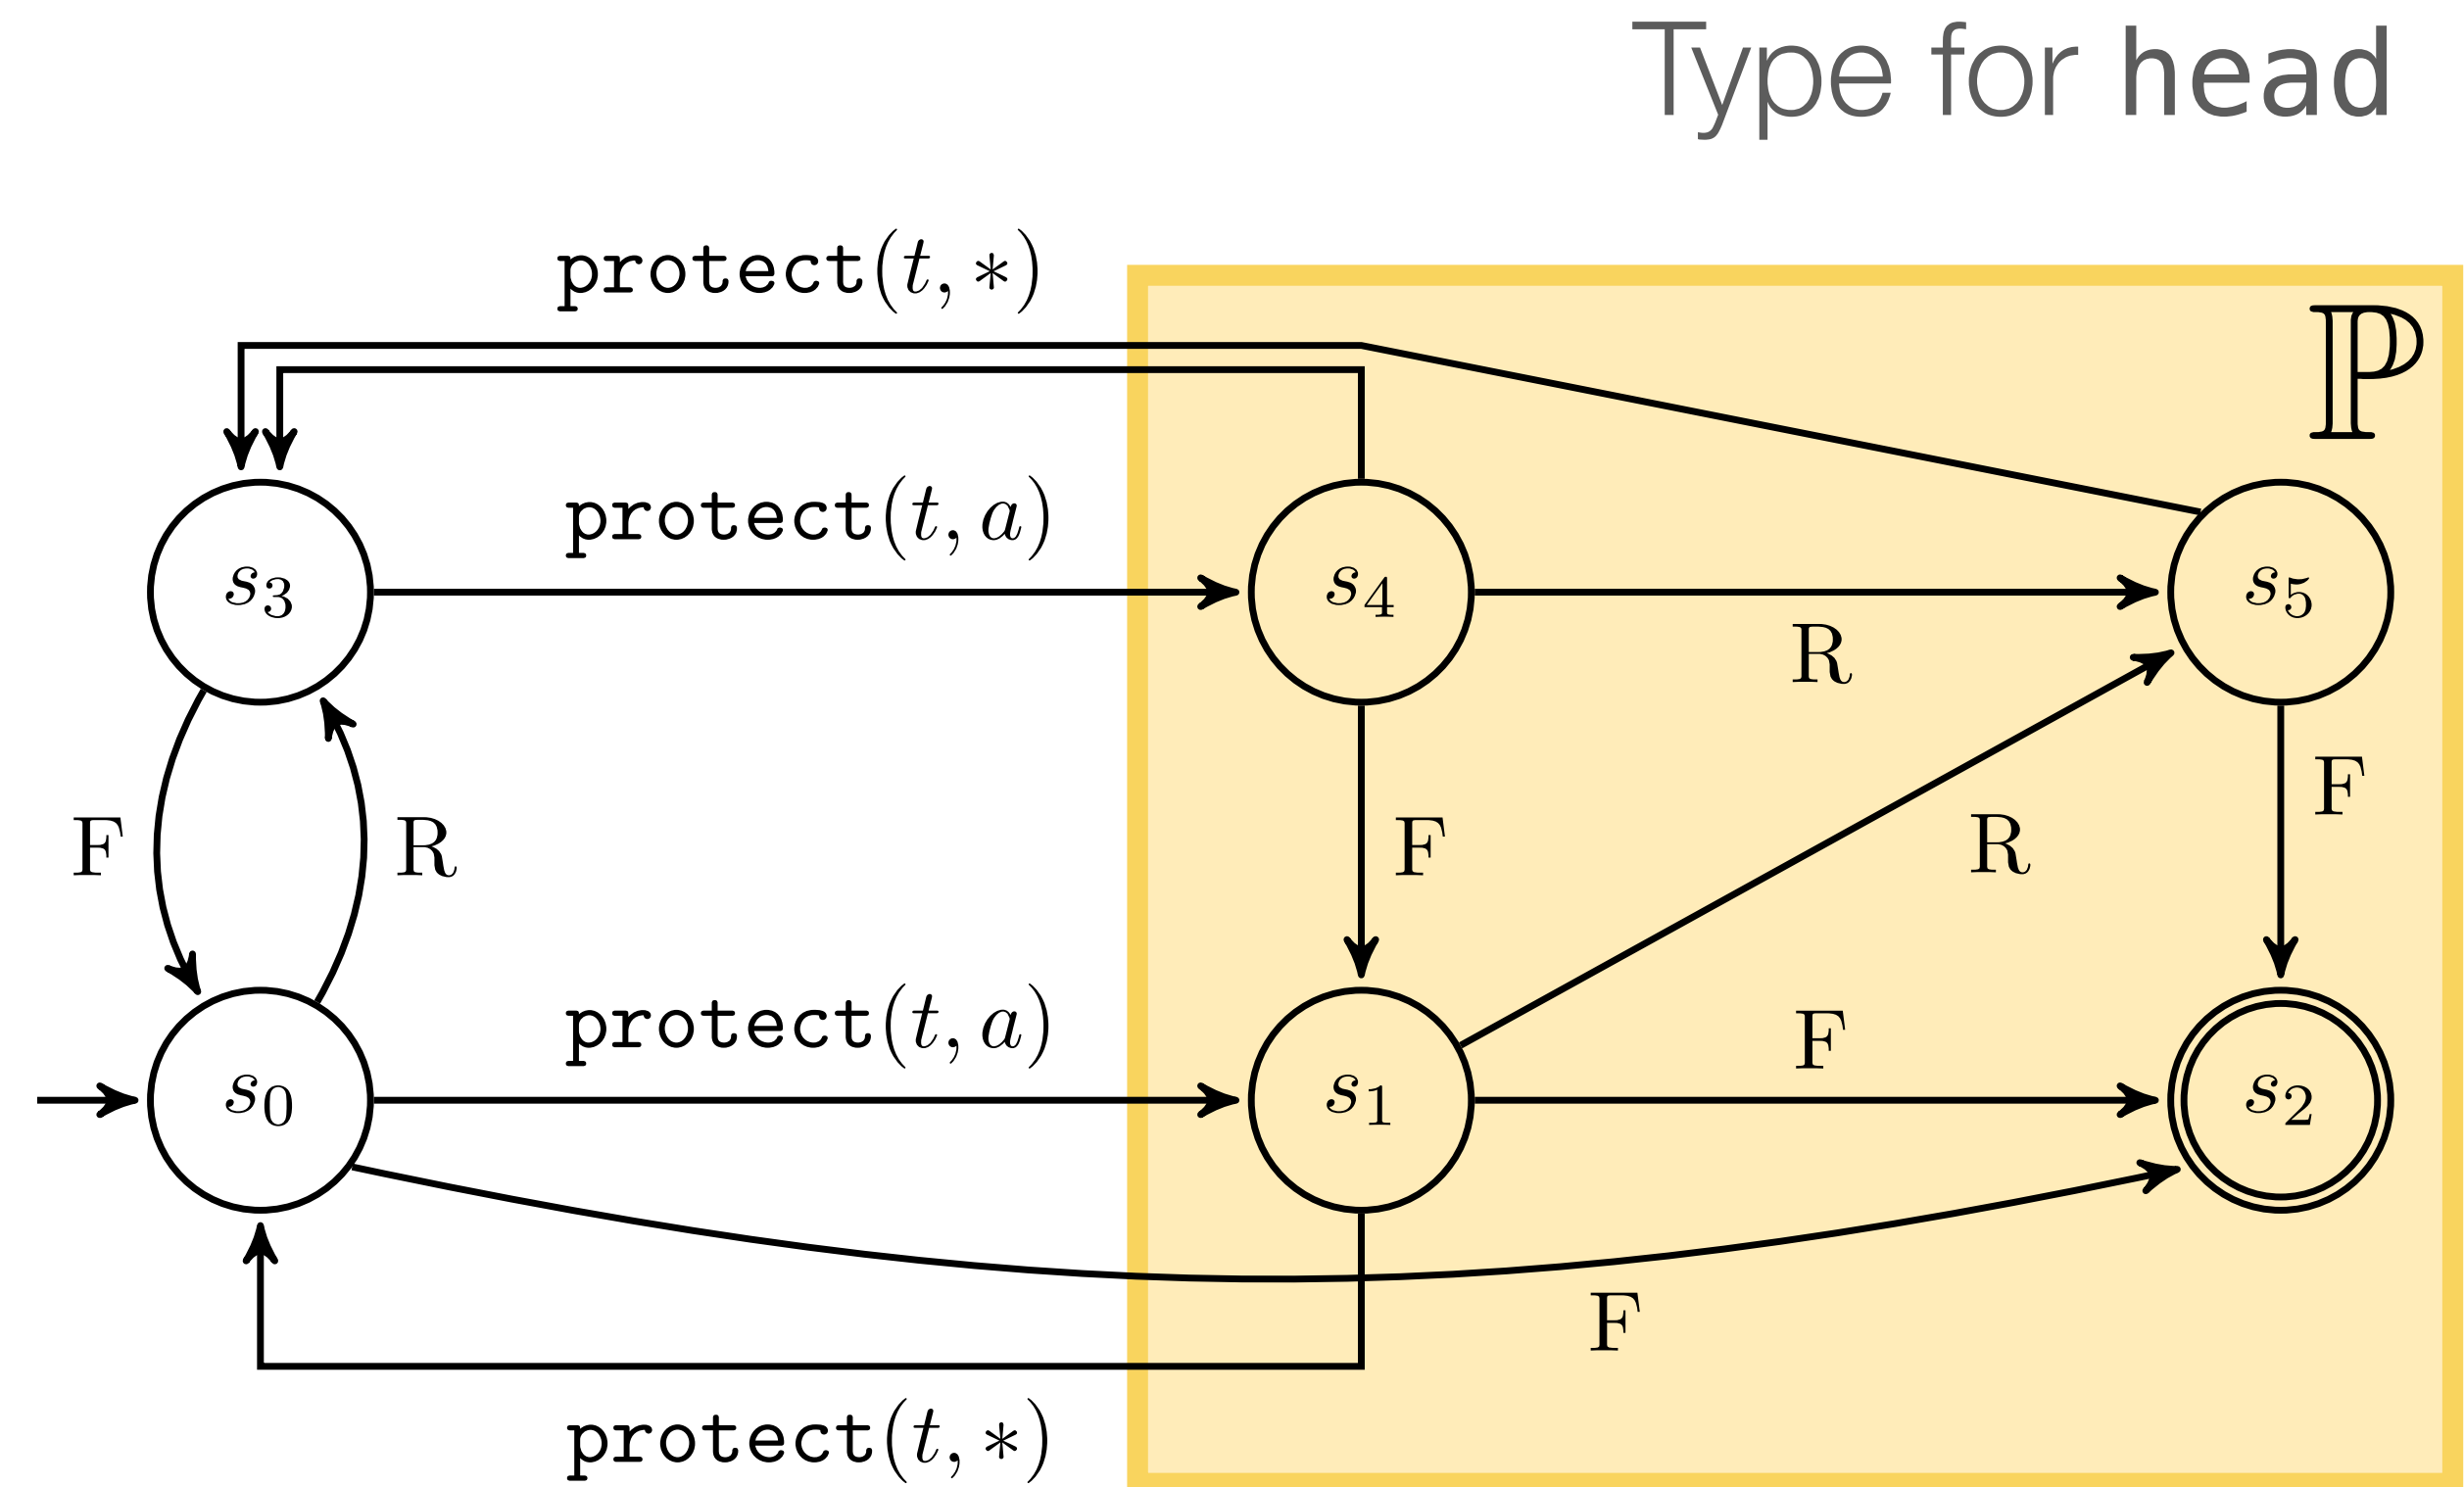 Type for head
protect(t, ∗)
ℙ
protect(t, a)
s₃
s₄
s₅
R
F
F
R
F
R
protect(t, a)
F
s₀
s₁
s₂
F
protect(t, ∗)